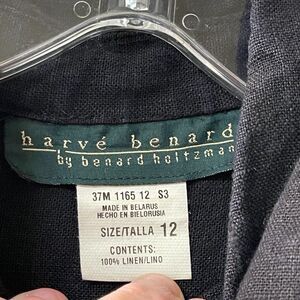 harvé benard
by benard holtzman
37M 1165 12 S3
MADE IN BELARUS
HECHO EN BIELORUSIA
SIZE/TALLA 12
CONTENTS:
100% LINEN/LINO